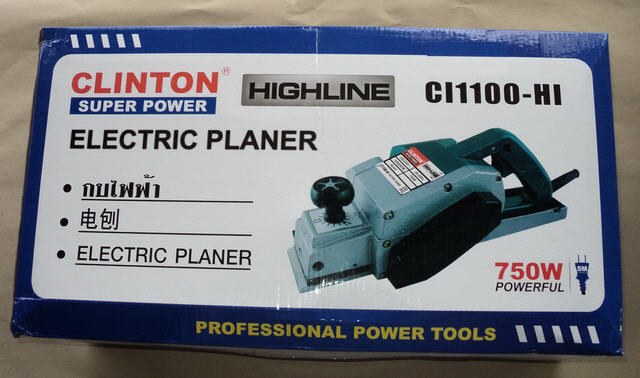 CLINTON®
SUPER POWER
HIGHLINE
CI1100-HI
ELECTRIC PLANER
• กบไฟฟ้า
• 电刨
• ELECTRIC PLANER
CLINTON
750W
POWERFUL
5M
PROFESSIONAL POWER TOOLS